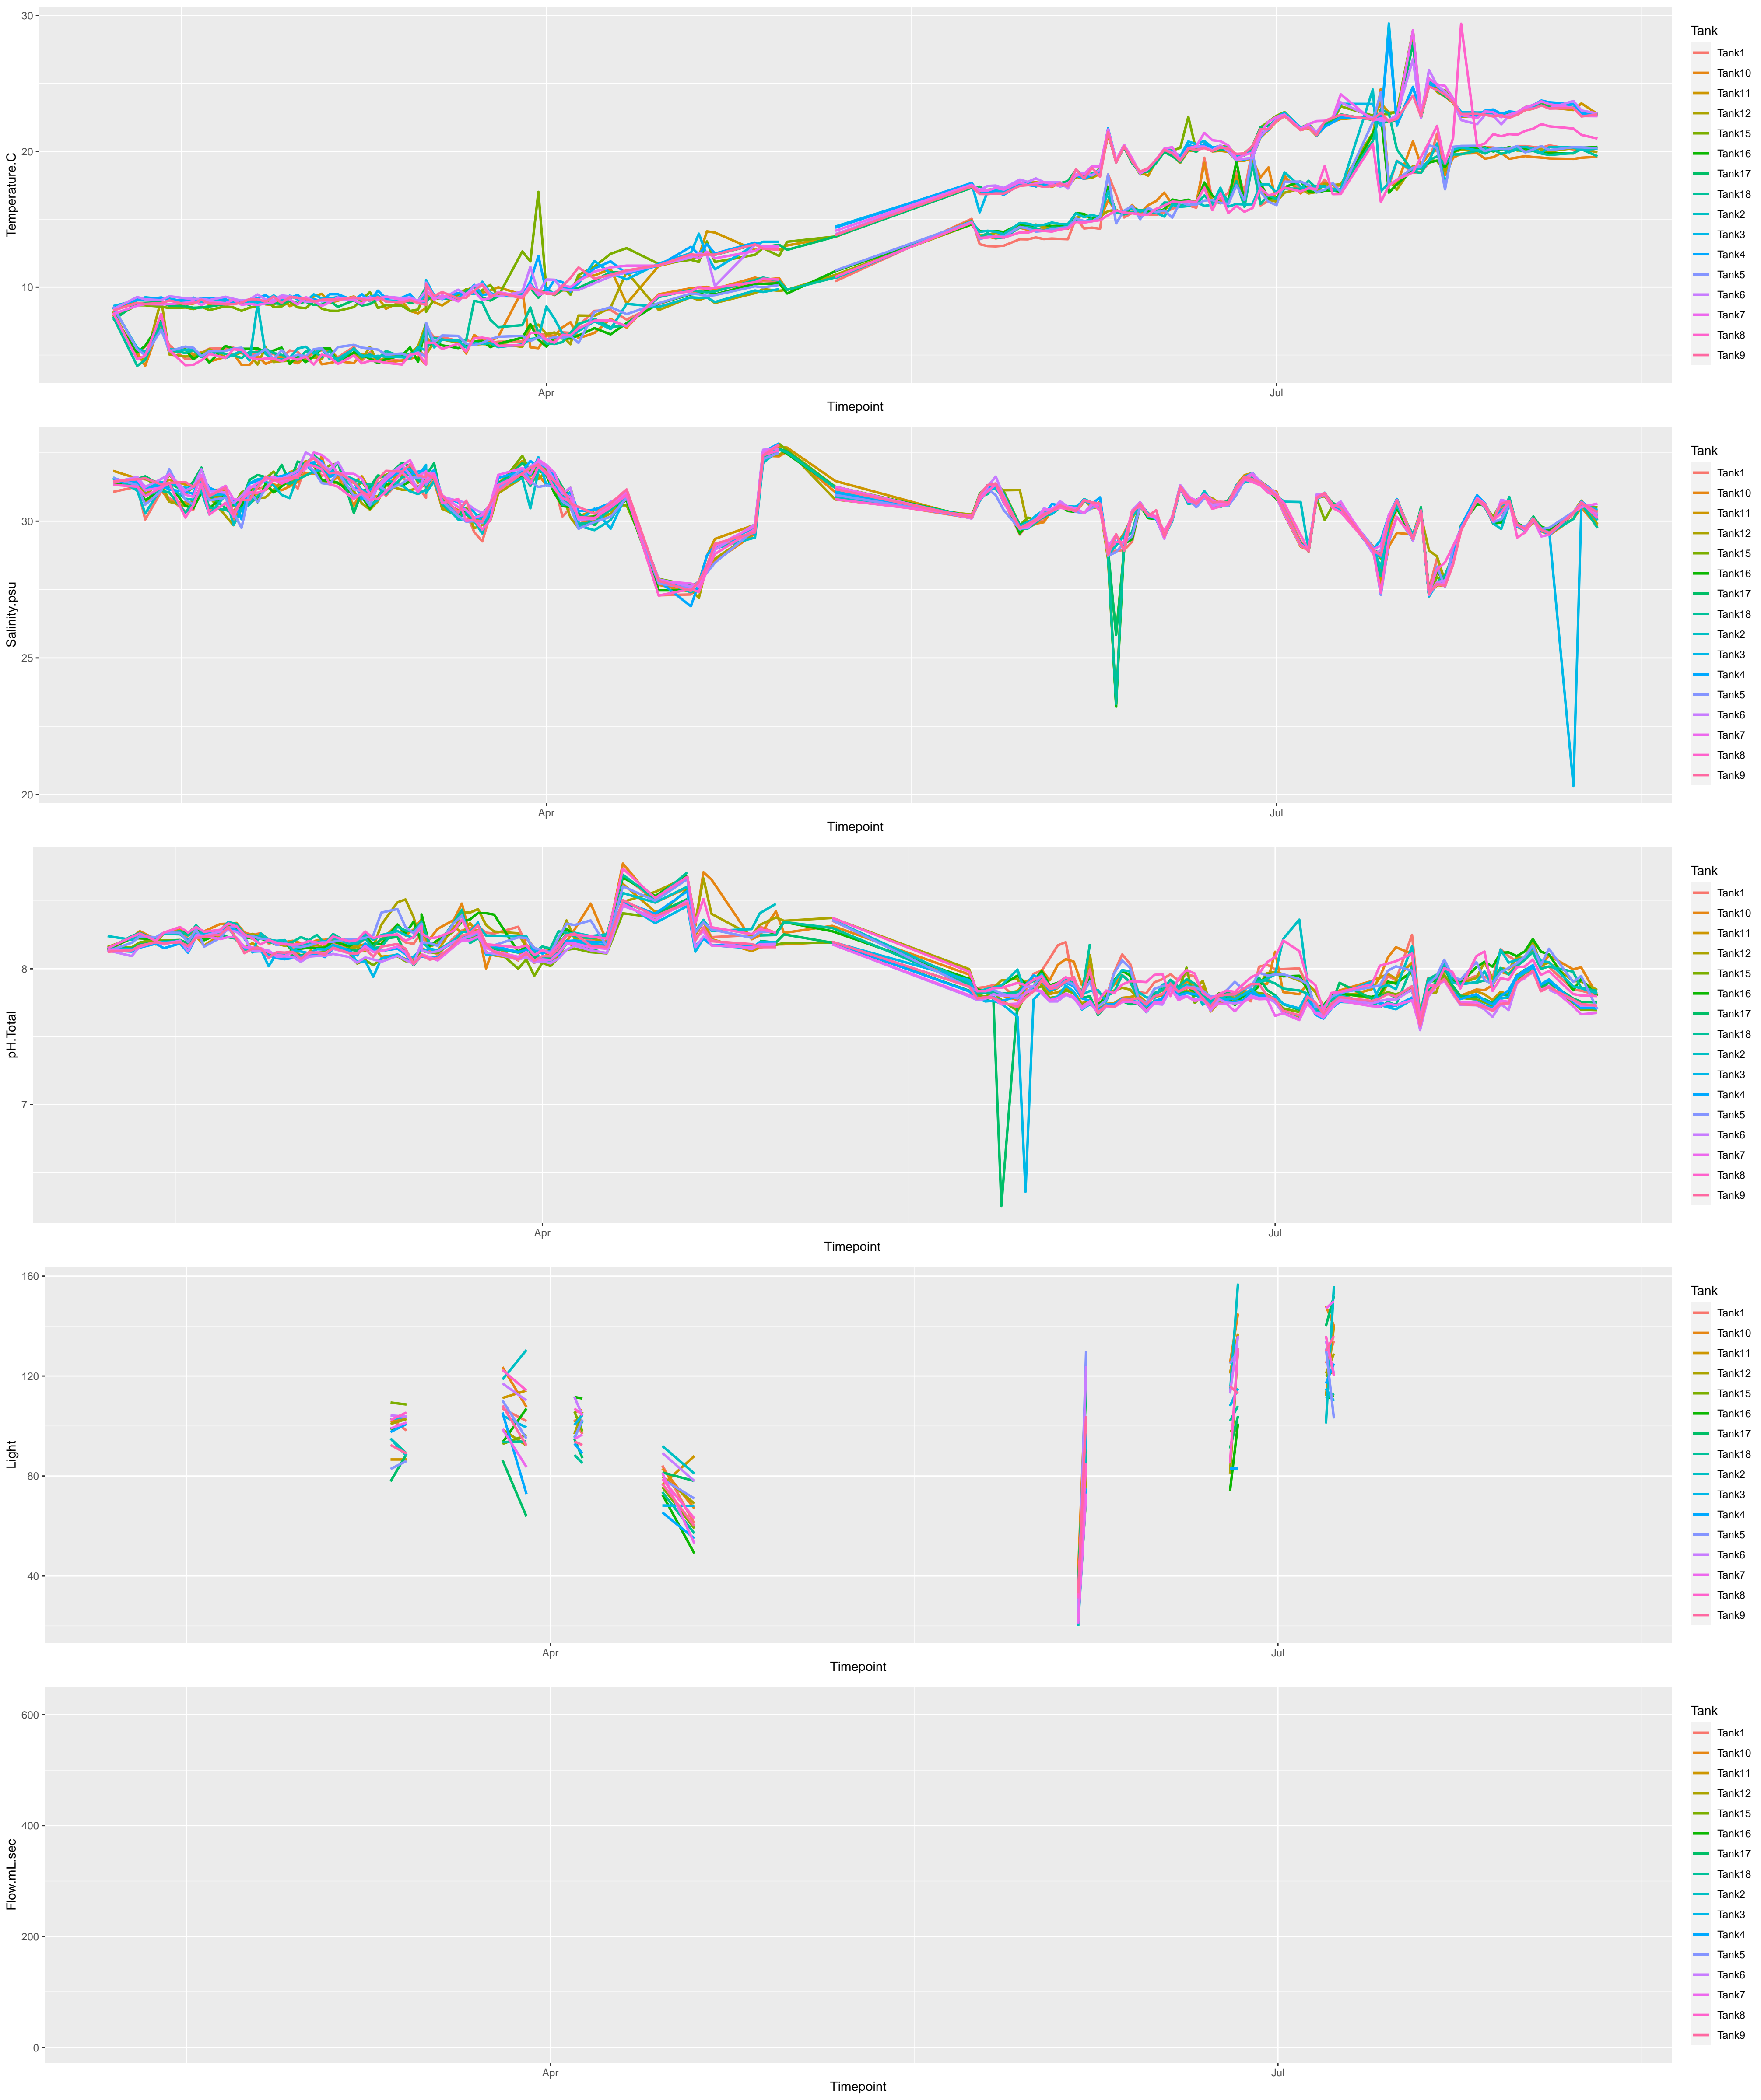 Temperature.C
30
20
10
Apr
Jul
Timepoint
Tank
Tank1
Tank10
Tank11
Tank12
Tank15
Tank16
Tank17
Tank18
Tank2
Tank3
Tank4
Tank5
Tank6
Tank7
Tank8
Tank9
Salinity.psu
30
25
20
Apr
Jul
Timepoint
Tank
Tank1
Tank10
Tank11
Tank12
Tank15
Tank16
Tank17
Tank18
Tank2
Tank3
Tank4
Tank5
Tank6
Tank7
Tank8
Tank9
pH.Total
8
7
Apr
Jul
Timepoint
Tank
Tank1
Tank10
Tank11
Tank12
Tank15
Tank16
Tank17
Tank18
Tank2
Tank3
Tank4
Tank5
Tank6
Tank7
Tank8
Tank9
Light
160
120
80
40
Apr
Jul
Timepoint
Tank
Tank1
Tank10
Tank11
Tank12
Tank15
Tank16
Tank17
Tank18
Tank2
Tank3
Tank4
Tank5
Tank6
Tank7
Tank8
Tank9
Flow.mL.sec
600
400
200
0
Apr
Jul
Timepoint
Tank
Tank1
Tank10
Tank11
Tank12
Tank15
Tank16
Tank17
Tank18
Tank2
Tank3
Tank4
Tank5
Tank6
Tank7
Tank8
Tank9